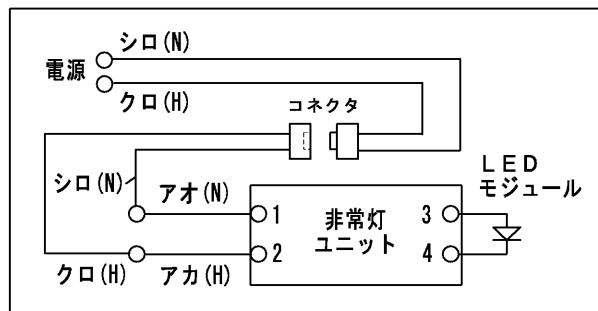 シロ(N)
電源
クロ(H)
コネクタ
シロ(N)
アオ(N)
クロ(H)
アカ(H)
1
2
非常灯
ユニット
3
4
LED
モジュール